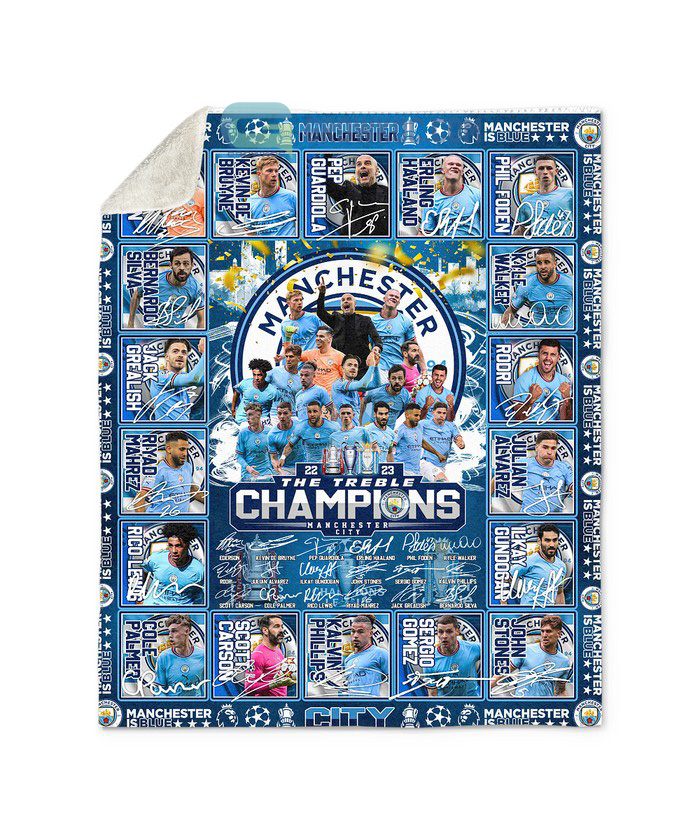 MANCHESTER
MANCHESTER
IS BLUE
KEVIN DE
BRUYNE
PEP
GUARDIOLA
ERLING
HAALAND
PHIL FODEN
BERNARDO
SILVA
KYLE
WALKER
JACK
GREALISH
RODRI
RIYAD
MAHREZ
JULIAN
ALVAREZ
RICO LEWIS
ILKAY
GUNDOGAN
COLE
PALMER
SCOTT
CARSON
KALVIN
PHILLIPS
SERGIO
GOMEZ
JOHN
STONES
MANCHESTER
22 23
THE TREBLE
CHAMPIONS
MANCHESTER
CITY
EDERSON KEVIN DE BRUYNE PEP GUARDIOLA ERLING HAALAND PHIL FODEN KYLE WALKER
RODRI JULIAN ALVAREZ ILKAY GUNDOGAN JOHN STONES SERGIO GOMEZ KALVIN PHILLIPS
SCOTT CARSON COLE PALMER RICO LEWIS RIYAD MAHREZ JACK GREALISH BERNARDO SILVA
MANCHESTER
IS BLUE
CITY
MANCHESTER
IS BLUE